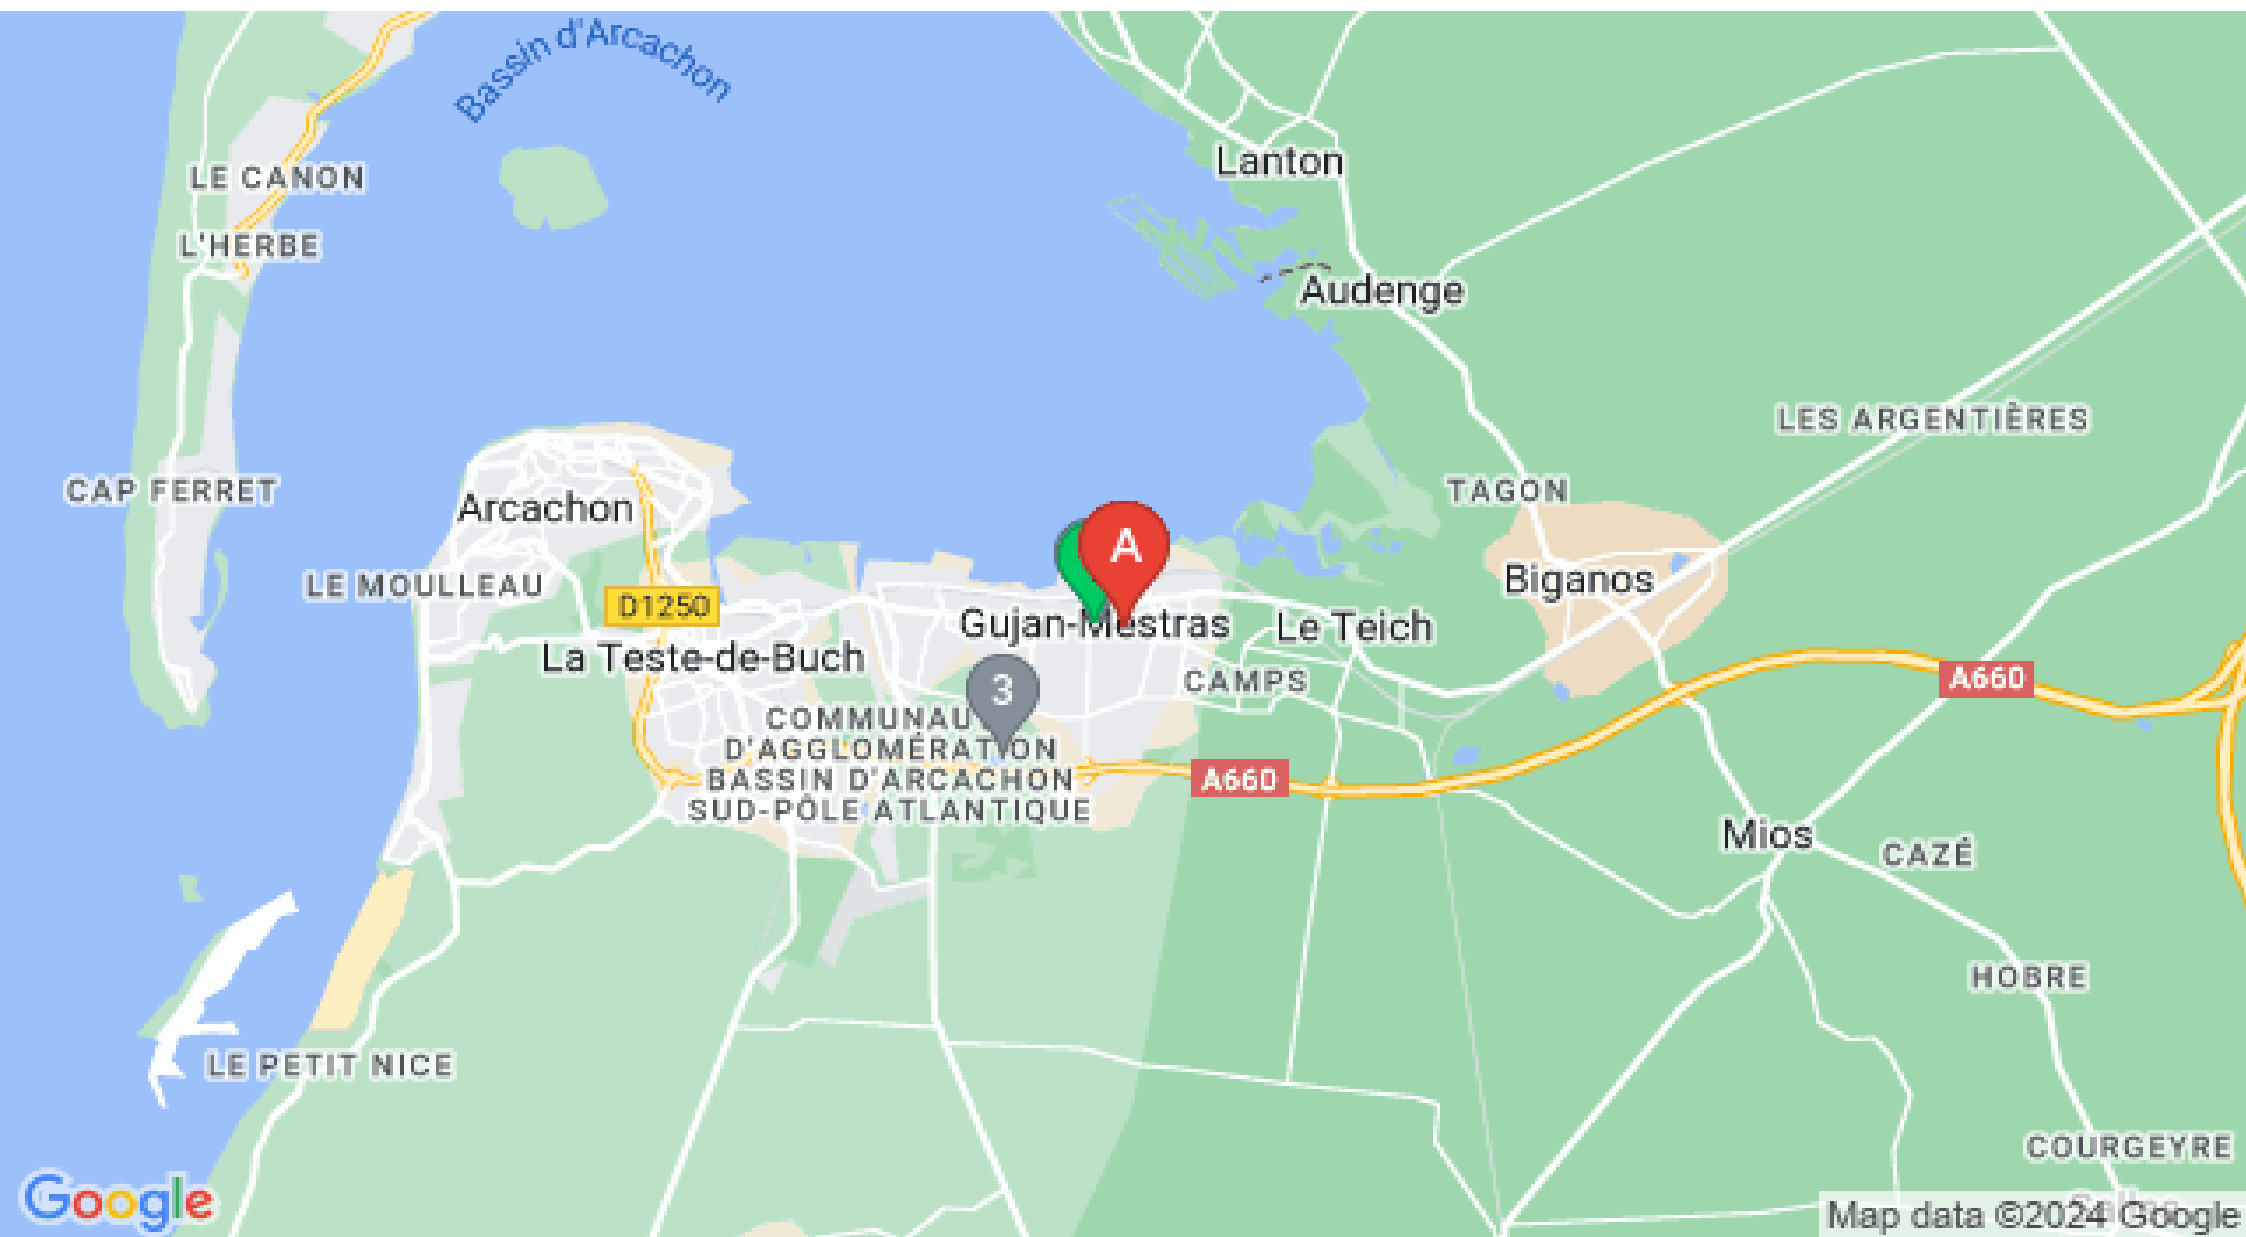 Bassin d'Arcachon
Lanton
LE CANON
L'HERBE
Audenge
LES ARGENTIÈRES
CAP FERRET
TAGON
Arcachon
A
Biganos
LE MOULLEAU
D1250
Gujan-Mestras
Le Teich
La Teste-de-Buch
CAMPS
A660
3
COMMUNAU
D'AGGLOMÉRATION
BASSIN D'ARCACHON
SUD-PÔLE ATLANTIQUE
A660
Mios
CAZÉ
HOBRE
LE PETIT NICE
COURGEYRE
Google
Map data ©2024 Google